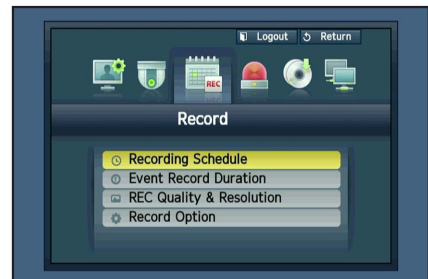 Logout Return
REC
Record
Recording Schedule
Event Record Duration
REC Quality & Resolution
Record Option